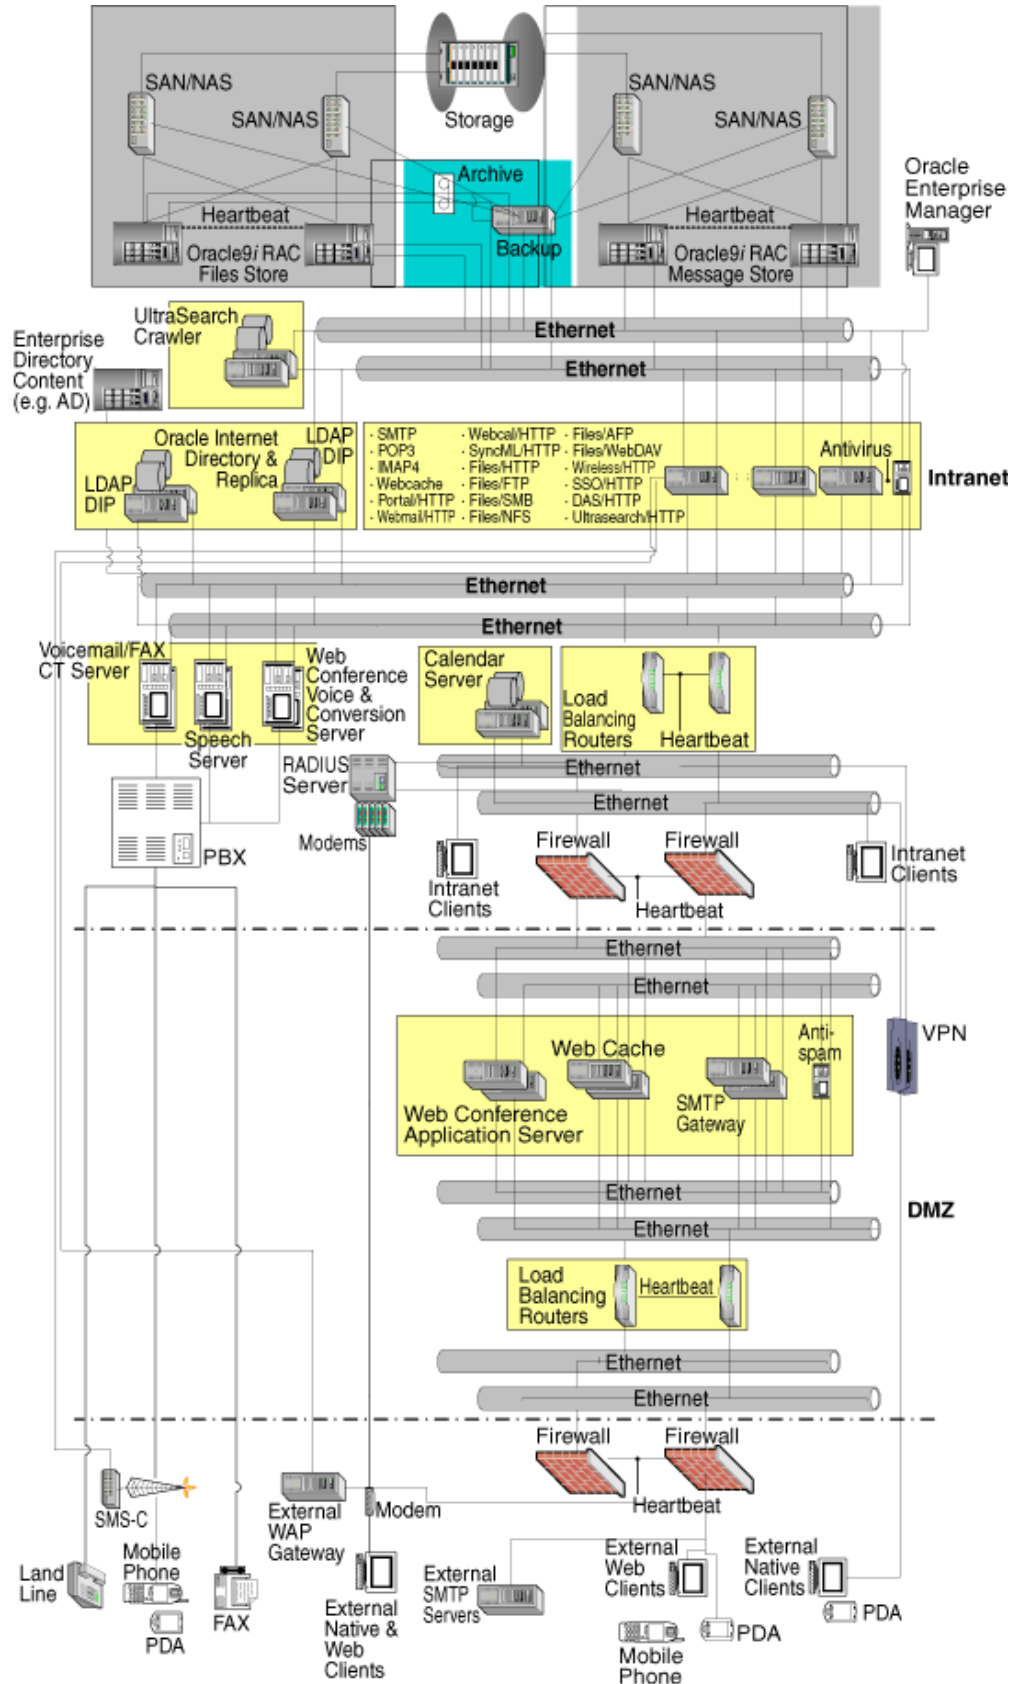 SAN/NAS
SAN/NAS
SAN/NAS
SAN/NAS
Storage
Archive
Backup
Heartbeat
Oracle9i RAC
Files Store
Heartbeat
Oracle9i RAC
Message Store
Oracle
Enterprise
Manager
UltraSearch
Crawler
Ethernet
Ethernet
Enterprise
Directory
Content
(e.g. AD)
Oracle Internet
Directory &
Replica
LDAP
DIP
LDAP
DIP
· SMTP
· POP3
· IMAP4
· Webcache
· Portal/HTTP
· Webmail/HTTP
· Webcal/HTTP
· SyncML/HTTP
· Files/HTTP
· Files/FTP
· Files/SMB
· Files/NFS
· Files/AFP
· Files/WebDAV
· Wireless/HTTP
· SSO/HTTP
· DAS/HTTP
· Ultrasearch/HTTP
Antivirus
Intranet
Ethernet
Ethernet
Voicemail/FAX
CT Server
Speech
Server
Web
Conference
Voice &
Conversion
Server
Calendar
Server
Load
Balancing
Routers
Heartbeat
RADIUS
Server
Modems
Ethernet
Ethernet
PBX
Intranet
Clients
Firewall
Firewall
Heartbeat
Intranet
Clients
Ethernet
Ethernet
Web Conference
Application Server
Web Cache
SMTP
Gateway
Anti-
spam
VPN
Ethernet
Ethernet
DMZ
Load
Balancing
Routers
Heartbeat
Ethernet
Ethernet
Firewall
Firewall
Heartbeat
SMS-C
External
WAP
Gateway
Modem
Land
Line
Mobile
Phone
PDA
FAX
External
Native &
Web
Clients
External
SMTP
Servers
External
Web
Clients
Mobile
Phone
PDA
External
Native
Clients
PDA